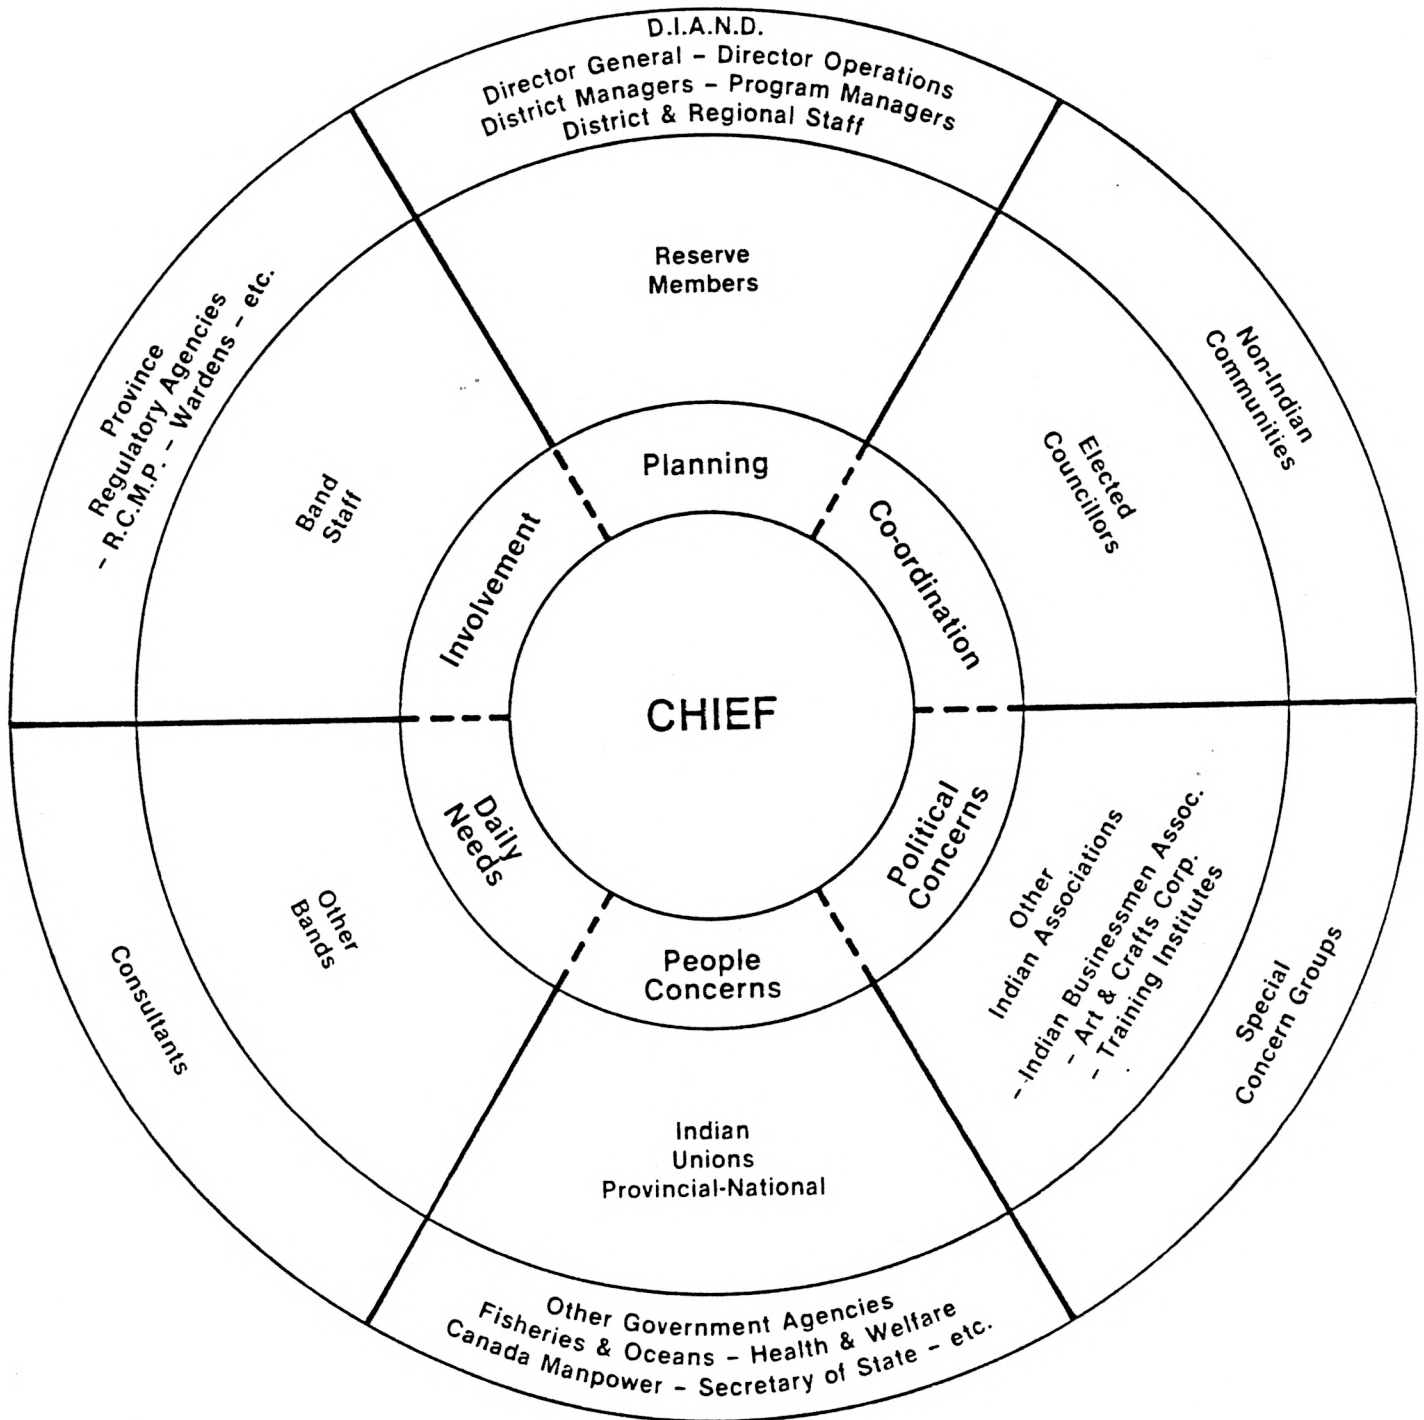 D.I.A.N.D.
Director General – Director Operations
District Managers – Program Managers
District & Regional Staff
Reserve
Members
Planning
Non-Indian
Communities
Elected
Councillors
Co-ordination
Special
Concern Groups
Other
Indian Associations
- Indian Businessmen Assoc.
- Art & Crafts Corp.
- Training Institutes
Political
Concerns
Other Government Agencies
Fisheries & Oceans – Health & Welfare
Canada Manpower – Secretary of State – etc.
Indian
Unions
Provincial-National
People
Concerns
Consultants
Other
Bands
Daily
Needs
Province
Regulatory Agencies
- R.C.M.P. - Wardens - etc.
Band
Staff
Involvement
CHIEF